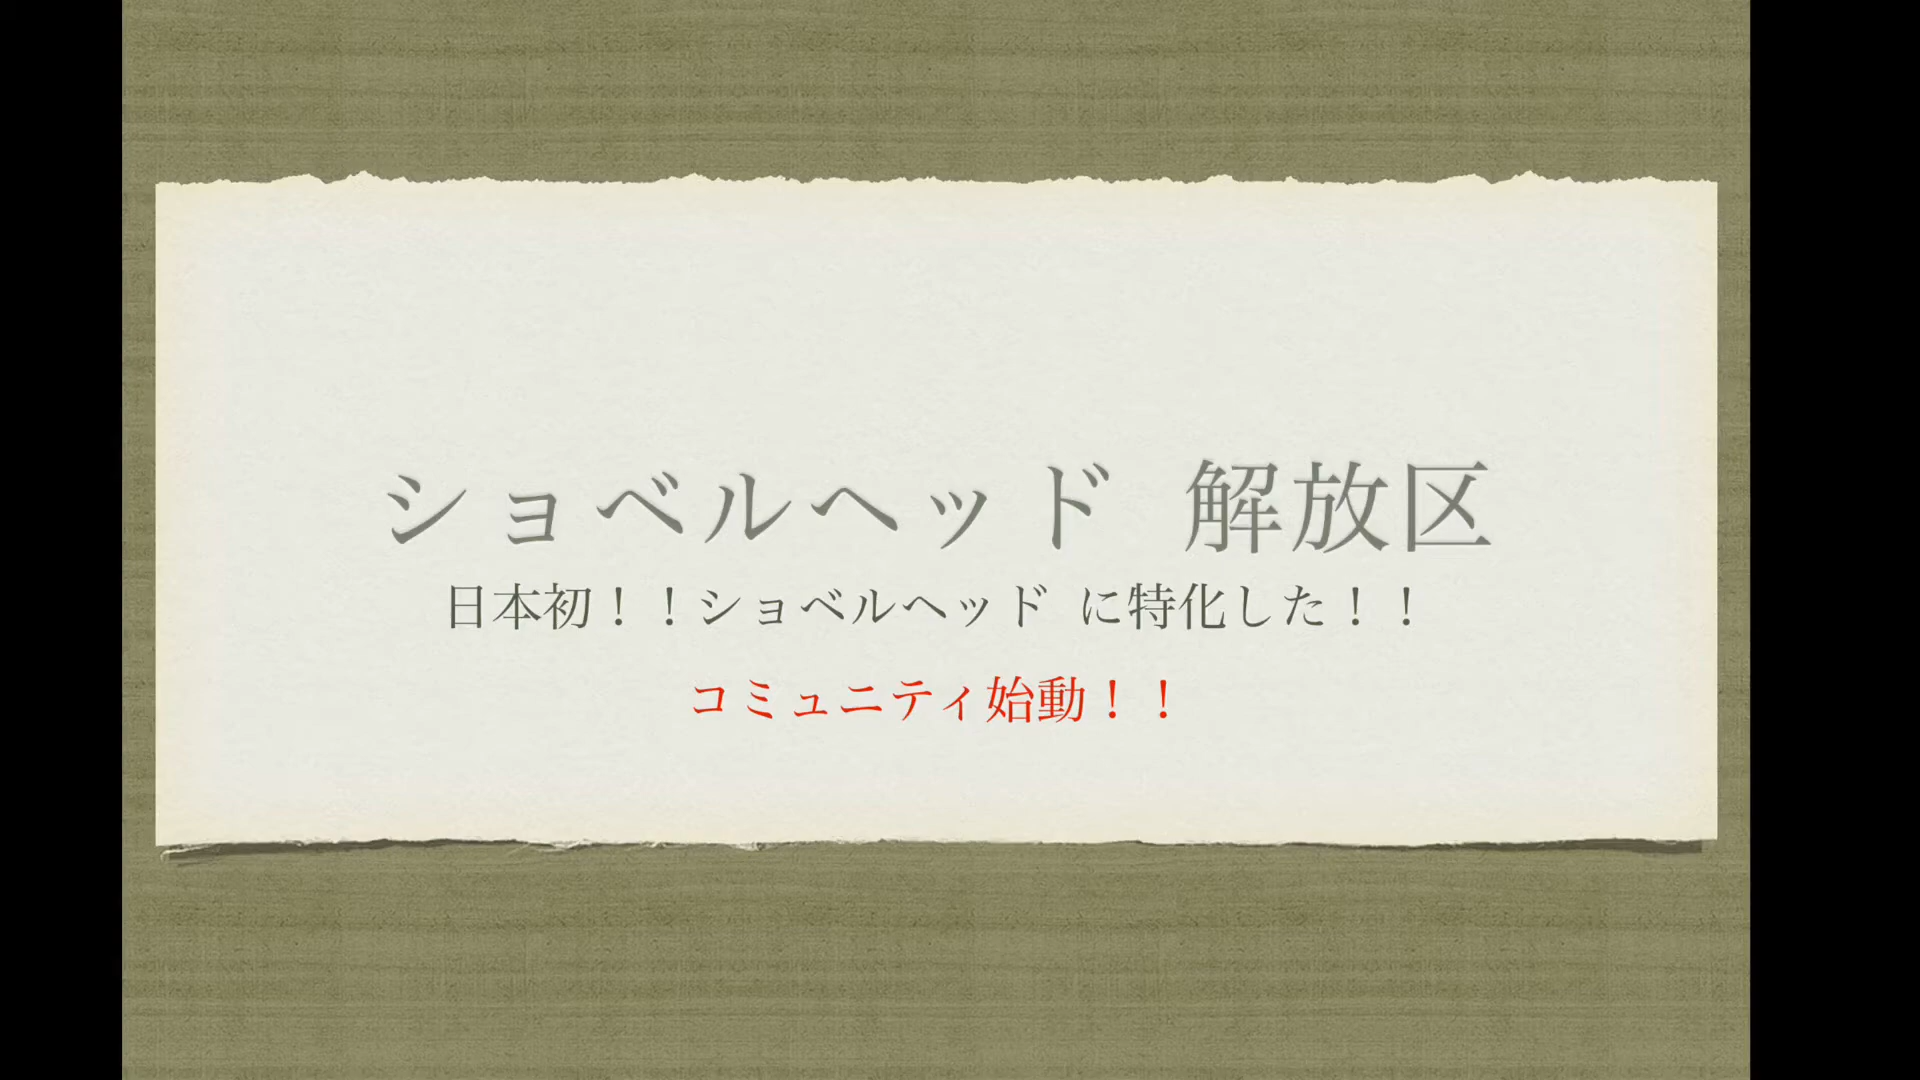 ショベルヘッド 解放区
日本初！！ショベルヘッド に特化した！！
コミュニティ始動！！